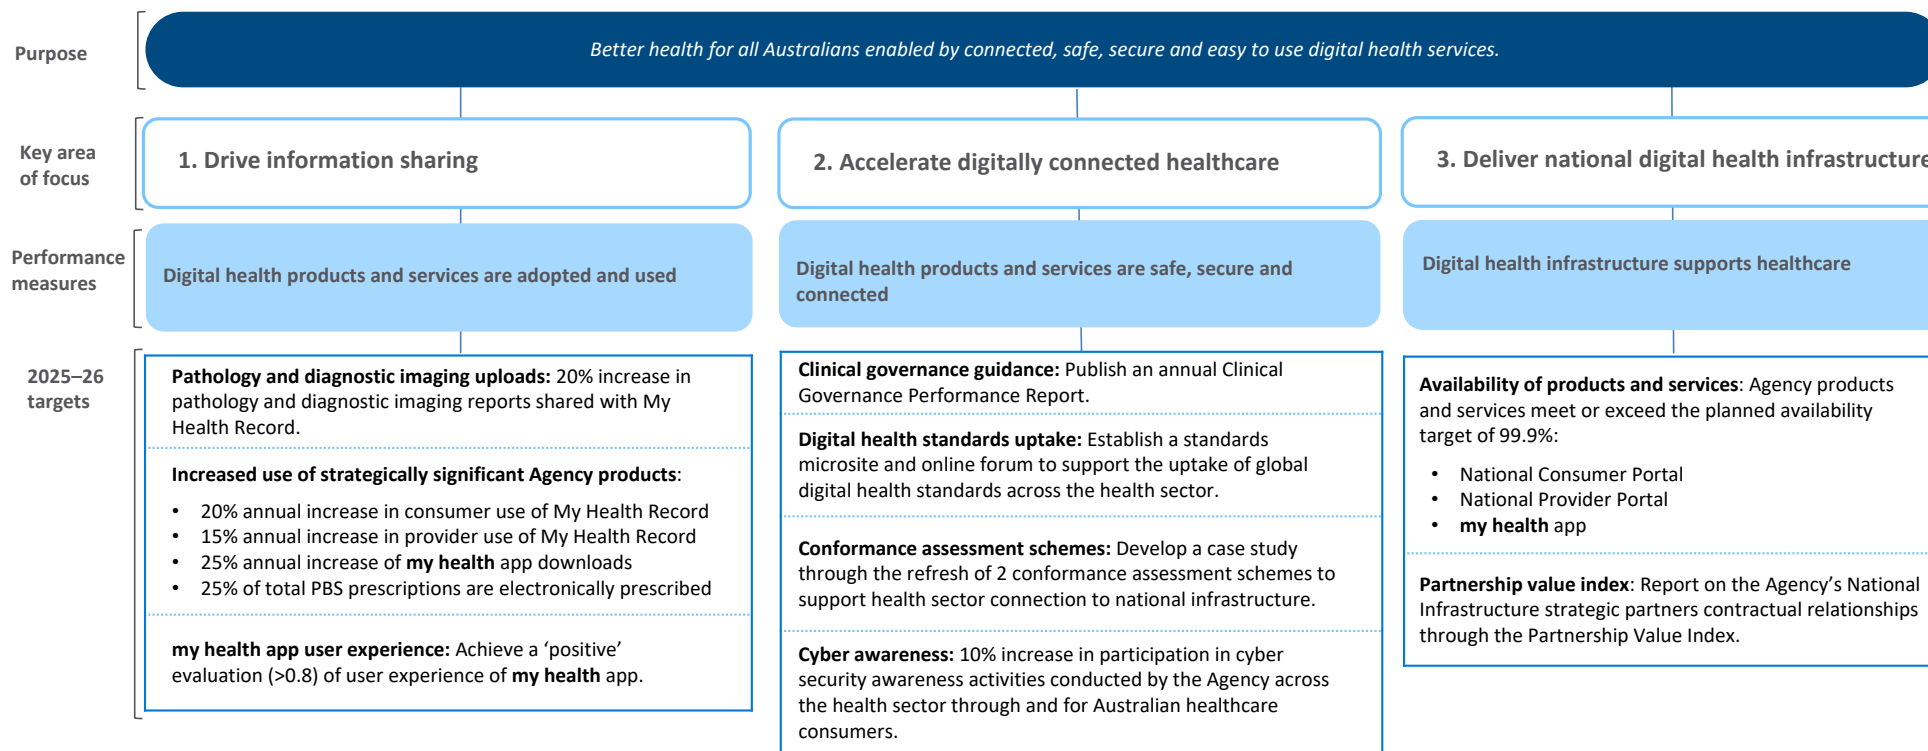 Purpose
Better health for all Australians enabled by connected, safe, secure and easy to use digital health services.
Key area
of focus
1. Drive information sharing
2. Accelerate digitally connected healthcare
3. Deliver national digital health infrastructure
Performance
measures
Digital health products and services are adopted and used
Digital health products and services are safe, secure and
connected
Digital health infrastructure supports healthcare
2025–26
targets
Pathology and diagnostic imaging uploads: 20% increase in
pathology and diagnostic imaging reports shared with My
Health Record.
Increased use of strategically significant Agency products:
• 20% annual increase in consumer use of My Health Record
• 15% annual increase in provider use of My Health Record
• 25% annual increase of my health app downloads
• 25% of total PBS prescriptions are electronically prescribed
my health app user experience: Achieve a ‘positive’
evaluation (>0.8) of user experience of my health app.
Clinical governance guidance: Publish an annual Clinical
Governance Performance Report.
Digital health standards uptake: Establish a standards
microsite and online forum to support the uptake of global
digital health standards across the health sector.
Conformance assessment schemes: Develop a case study
through the refresh of 2 conformance assessment schemes to
support health sector connection to national infrastructure.
Cyber awareness: 10% increase in participation in cyber
security awareness activities conducted by the Agency across
the health sector through and for Australian healthcare
consumers.
Availability of products and services: Agency products
and services meet or exceed the planned availability
target of 99.9%:
• National Consumer Portal
• National Provider Portal
• my health app
Partnership value index: Report on the Agency’s National
Infrastructure strategic partners contractual relationships
through the Partnership Value Index.